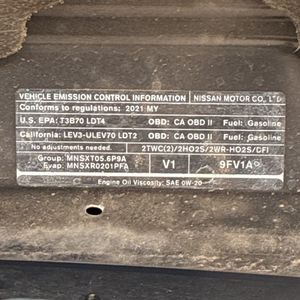 VEHICLE EMISSION CONTROL INFORMATION NISSAN MOTOR CO., LTD
Conforms to regulations: 2021 MY
U.S. EPA: T3B70 LDT4 OBD: CA OBD II Fuel: Gasoline
California: LEV3-ULEV70 LDT2 OBD: CA OBD II Fuel: Gasoline
No adjustments needed. 2TWC(2)/2HO2S/2WR-HO2S/CFI
Group: MNSXT05.6P9A V1 9FV1A
Evap: MNSXR0201PFA
Engine Oil Viscosity: SAE 0W-20